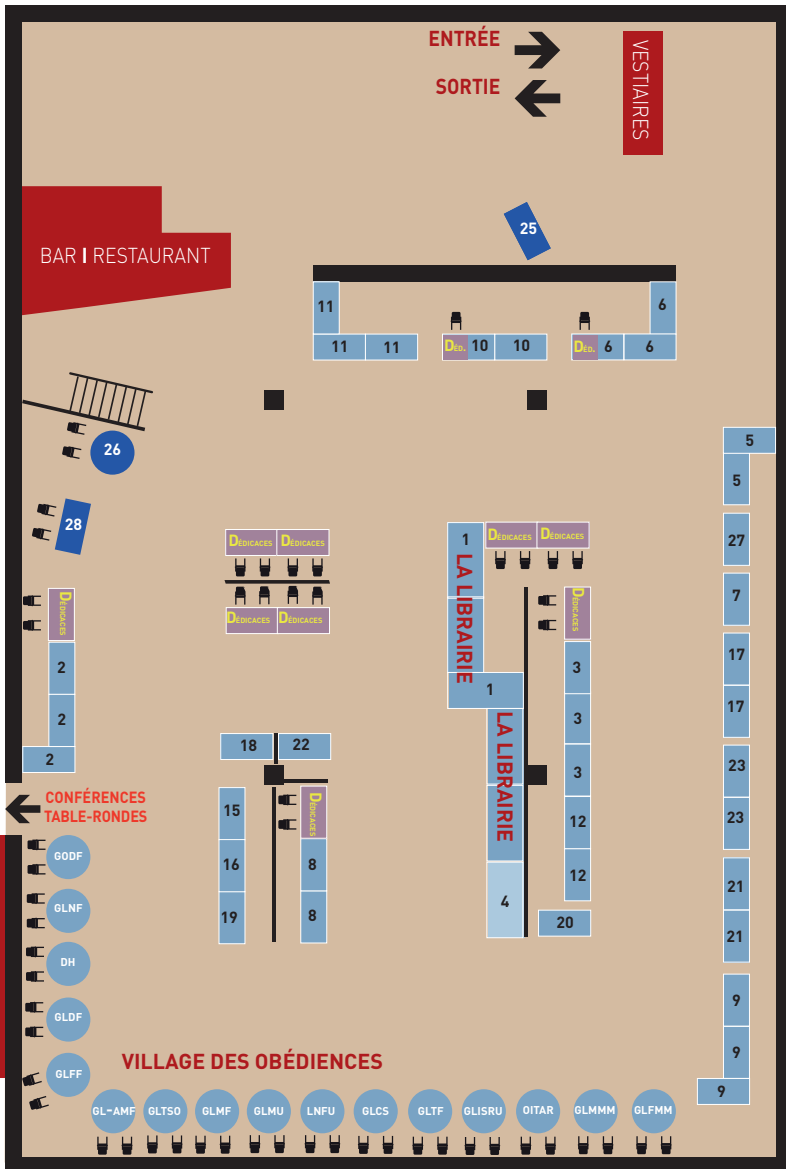 ENTRÉE
SORTIE
VESTIAIRES
BAR I RESTAURANT
25
11
6
11
11
DÉD.
10
10
DÉD.
6
6
26
5
5
28
27
DÉDICACES
DÉDICACES
1
DÉDICACES
DÉDICACES
LA LIBRAIRIE
DÉDICACES
DÉDICACES
DÉDICACES
DÉDICACES
7
2
3
17
2
1
3
17
2
18
22
LA LIBRAIRIE
3
23
CONFÉRENCES
TABLE-RONDES
15
DÉDICACES
12
23
GODF
16
8
12
21
GLNF
19
8
4
20
21
DH
9
GLDF
9
VILLAGE DES OBÉDIENCES
GLFF
9
GL-AMF
GLTSO
GLMF
GLMU
LNFU
GLCS
GLTF
GLISRU
OITAR
GLMMM
GLFMM